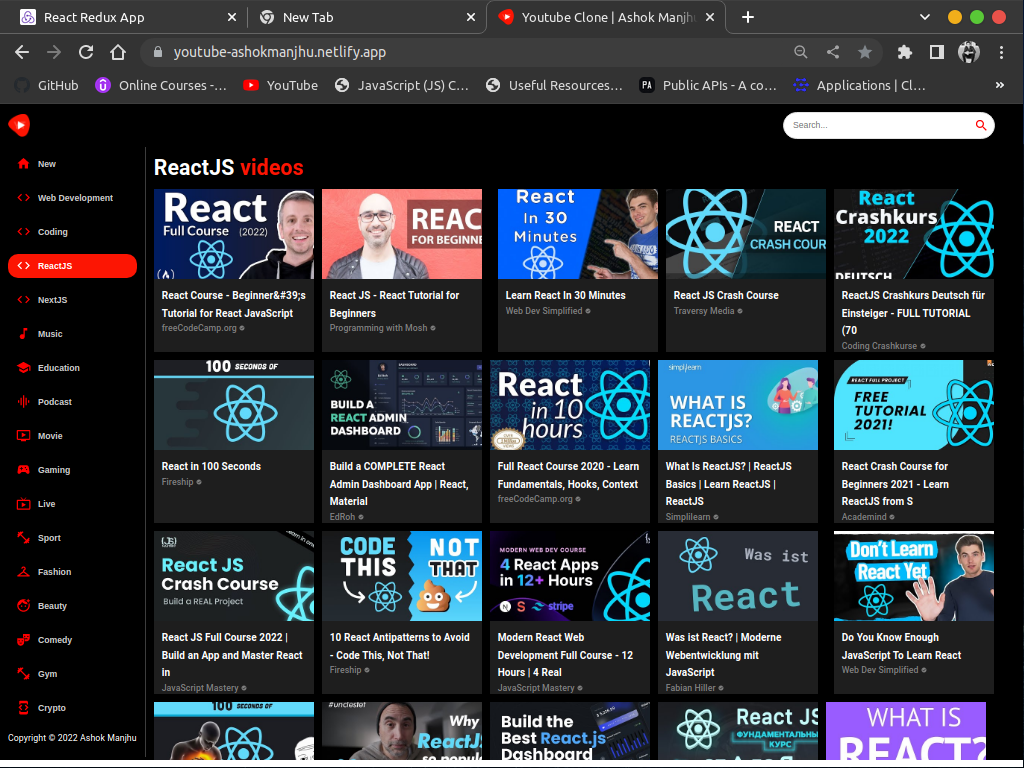 React Redux App
New Tab
Youtube Clone | Ashok Manjhu
youtube-ashokmanjhu.netlify.app
GitHub
Online Courses -...
YouTube
JavaScript (JS) C...
Useful Resources...
PA
Public APIs - A co...
Applications | Cl...
Search...
New
Web Development
Coding
ReactJS
NextJS
Music
Education
Podcast
Movie
Gaming
Live
Sport
Fashion
Beauty
Comedy
Gym
Crypto
Copyright © 2022 Ashok Manjhu
ReactJS videos
React
Full Course (2022)
React Course - Beginner&#39;s
Tutorial for React JavaScript
freeCodeCamp.org
REAC
FOR BEGINNE
React JS - React Tutorial for
Beginners
Programming with Mosh
React
In 30
Minutes
Learn React In 30 Minutes
Web Dev Simplified
REACT
CRASH COUR
React JS Crash Course
Traversy Media
React
Crashkurs
2022
DEUTSCH
ReactJS Crashkurs Deutsch für
Einsteiger - FULL TUTORIAL
(70
Coding Crashkurse
100 SECONDS OF
React in 100 Seconds
Fireship
BUILD A
REACT ADMIN
DASHBOARD
Build a COMPLETE React
Admin Dashboard App | React,
Material
EdRoh
React
in 10
hours
Full React Course 2020 - Learn
Fundamentals, Hooks, Context
freeCodeCamp.org
simplilearn
WHAT IS
REACTJS?
REACTJS BASICS
What Is ReactJS? | ReactJS
Basics | Learn ReactJS |
ReactJS
Simplilearn
REACT FULL PROJECT
FREE
TUTORIAL
2021!
React Crash Course for
Beginners 2021 - Learn
ReactJS from S
Academind
React JS
Crash Course
Build a REAL Project
React JS Full Course 2022 |
Build an App and Master React
in
JavaScript Mastery
CODE
THIS
NOT
THAT
10 React Antipatterns to Avoid
- Code This, Not That!
Fireship
MODERN WEB DEV COURSE
4 React Apps
in 12+ Hours
N S stripe
Modern React Web
Development Full Course - 12
Hours | 4 Real
JavaScript Mastery
Was ist
React
Was ist React? | Moderne
Webentwicklung mit
JavaScript
Fabian Hiller
Don't Learn
React Yet
Do You Know Enough
JavaScript To Learn React
Web Dev Simplified
100 SECONDS OF
#unclestef
Why
ReactJS
so popula
Build the
Best React.js
Dashboard
React JS
ФУНДАМЕНТАЛЬНЫ
КУРС
WHAT IS
REACT?